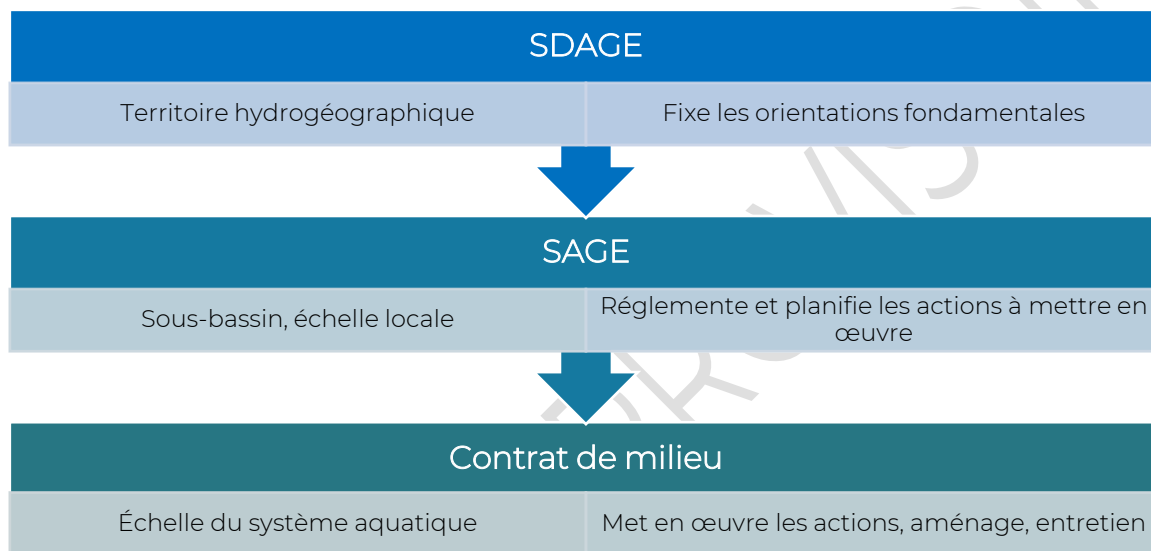 SDAGE
Territoire hydrogéographique
Fixe les orientations fondamentales
SAGE
Sous-bassin, échelle locale
Réglemente et planifie les actions à mettre en
œuvre
Contrat de milieu
Échelle du système aquatique
Met en œuvre les actions, aménage, entretien